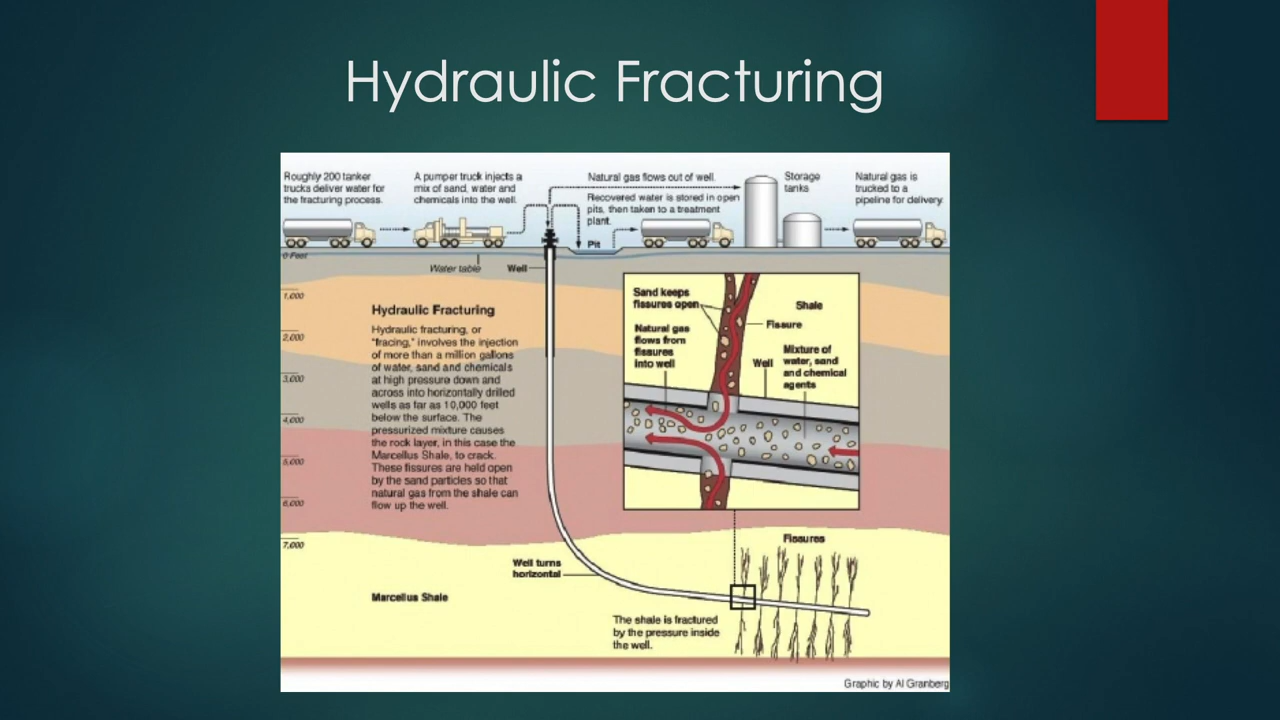 Hydraulic Fracturing
Roughly 200 tanker
trucks deliver water for
the fracturing process.
A pumper truck injects a
mix of sand, water and
chemicals into the well.
Natural gas flows out of well.
Recovered water is stored in open
pits, then taken to a treatment
plant.
Storage
tanks
Natural gas is
trucked to a
pipeline for delivery.
Pit
0 Feet
Water table
Well
1,000
2,000
3,000
4,000
5,000
6,000
7,000
Hydraulic Fracturing
Hydraulic fracturing, or
"fracing," involves the injection
of more than a million gallons
of water, sand and chemicals
at high pressure down and
across into horizontally drilled
wells as far as 10,000 feet
below the surface. The
pressurized mixture causes
the rock layer, in this case the
Marcellus Shale, to crack.
These fissures are held open
by the sand particles so that
natural gas from the shale can
flow up the well.
Sand keeps
fissures open
Shale
Fissure
Natural gas
flows from
fissures
into well
Well
Mixture of
water, sand
and chemical
agents
Fissures
Well turns
horizontal
Marcellus Shale
The shale is fractured
by the pressure inside
the well.
Graphic by Al Granberg